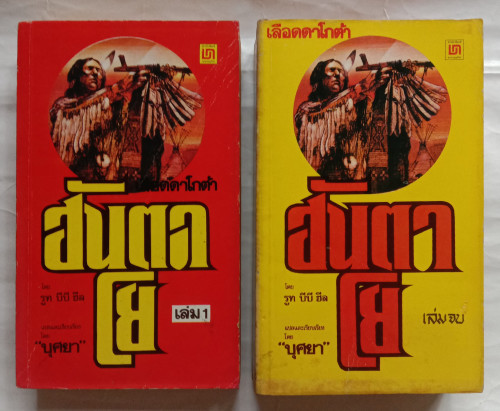 เลือดดาโกต้า
ฮันตา
โย
โดย
รูท บีบี ฮิล
เล่ม 1
แปลและเรียบเรียง
โดย
"บุศยา"
เลือดดาโกต้า
ฮันตา
โย
โดย
รูท บีบี ฮิล
เล่มจบ
แปลและเรียบเรียง
โดย
"บุศยา"